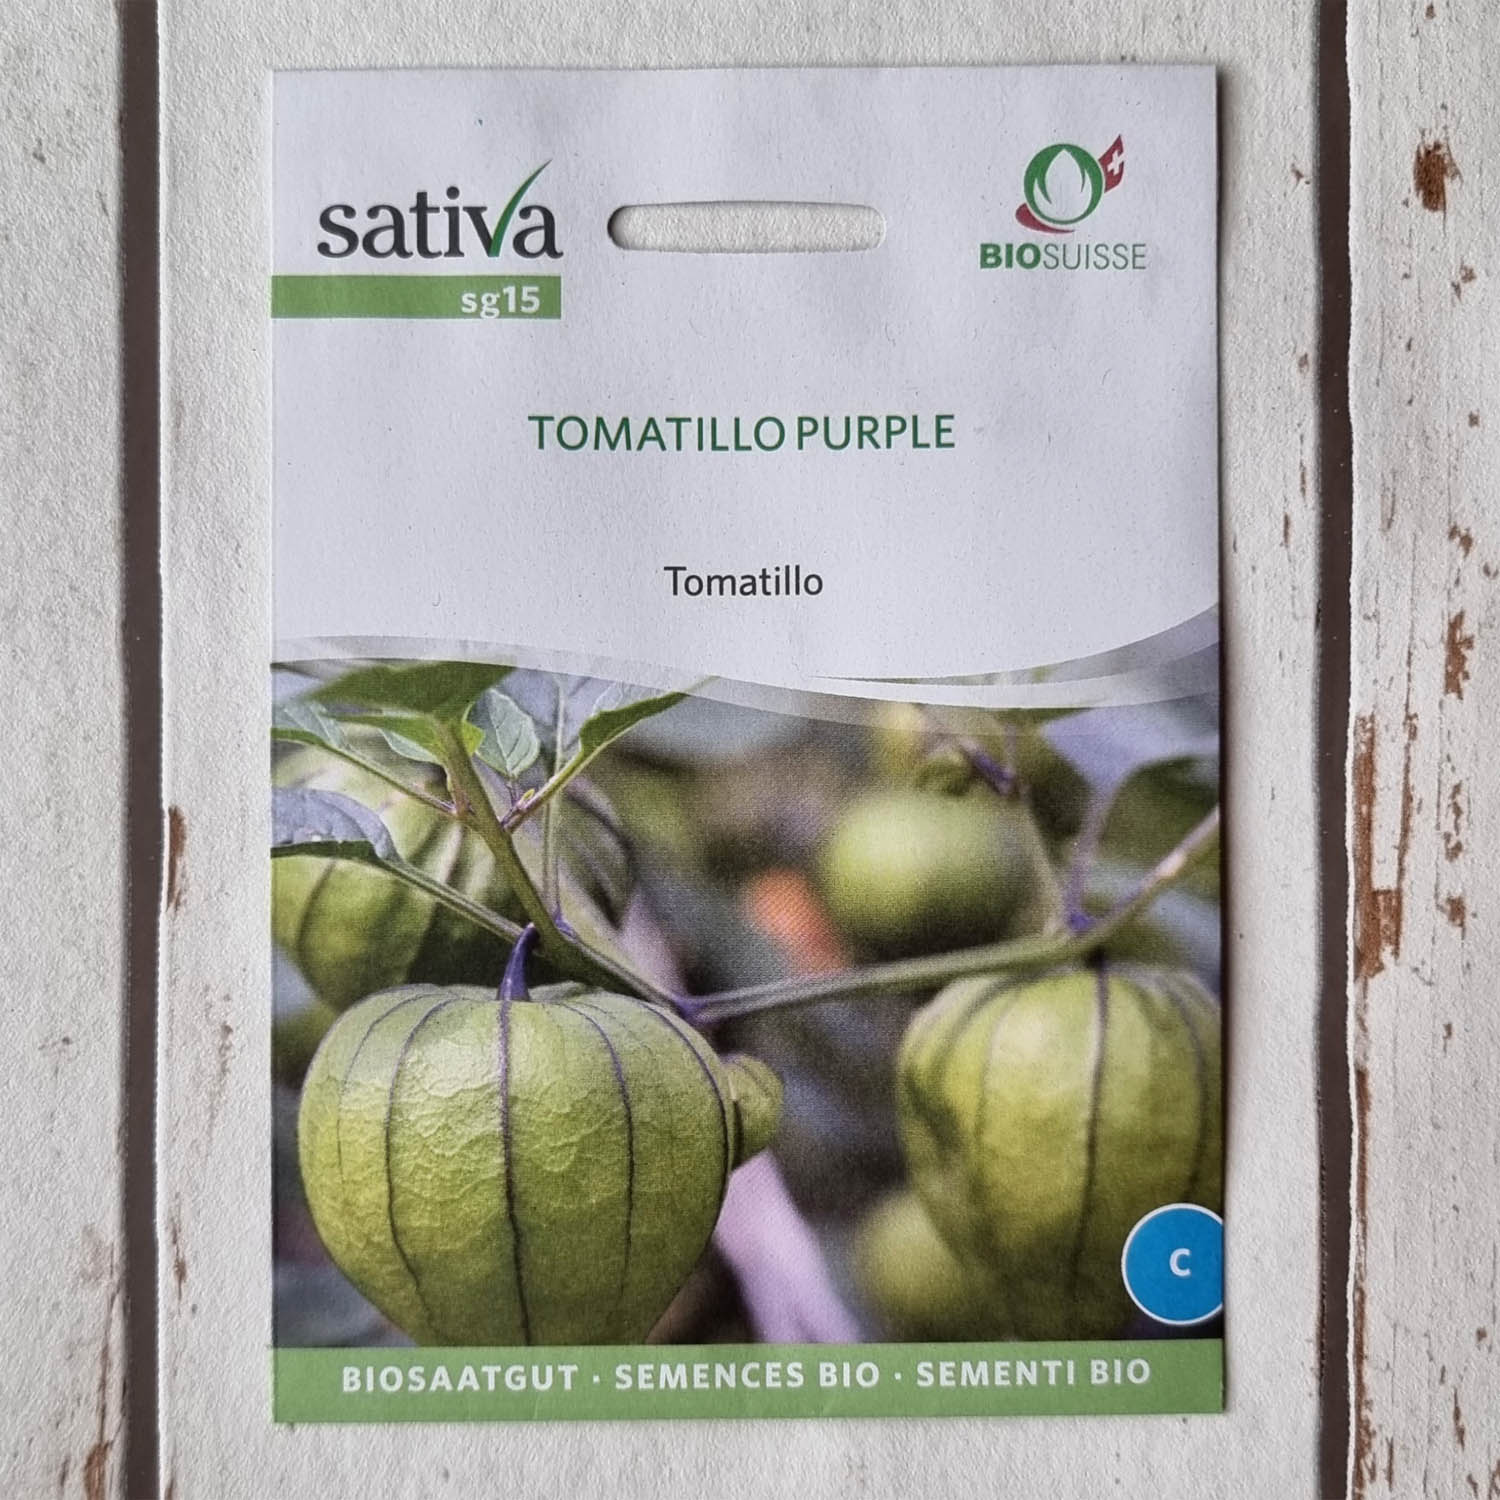 sativa
sg15
BIOSUISSE
TOMATILLO PURPLE
Tomatillo
C
BIOSAATGUT · SEMENCES BIO · SEMENTI BIO